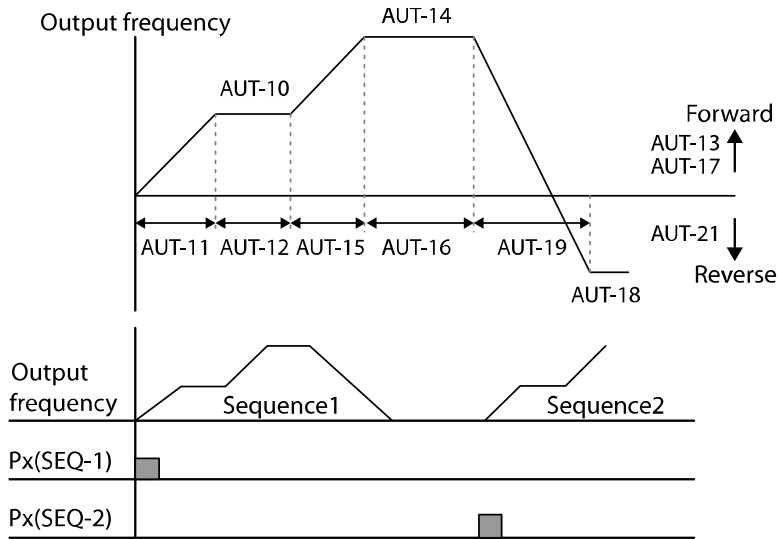 Output frequency
AUT-14
AUT-10
Forward
AUT-13
AUT-17
AUT-11
AUT-12
AUT-15
AUT-16
AUT-19
AUT-21
Reverse
AUT-18
Output
frequency
Sequence1
Sequence2
Px(SEQ-1)
Px(SEQ-2)